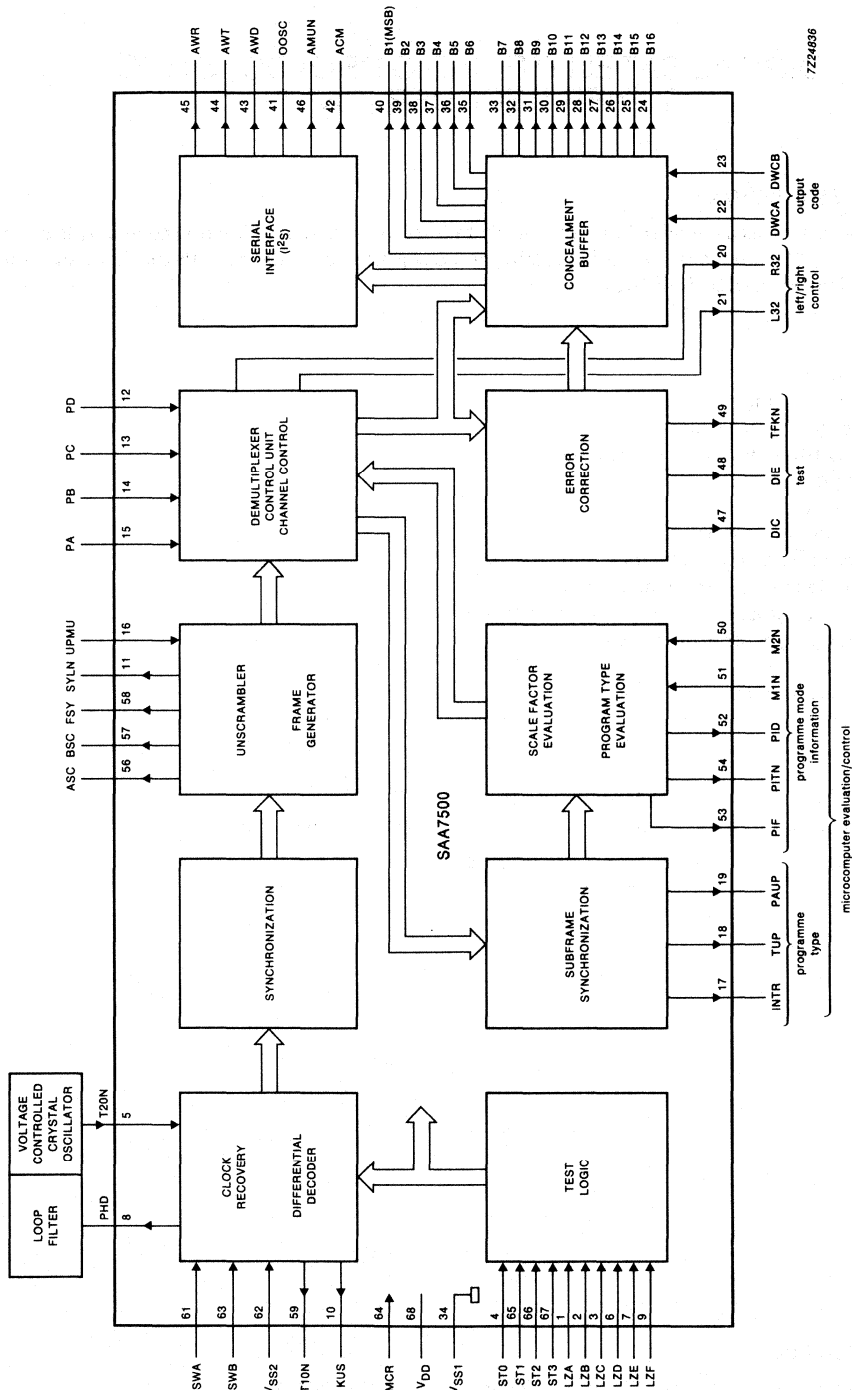 VOLTAGE
CONTROLLED
CRYSTAL
OSCILLATOR
LOOP
FILTER
T20N
PHD
5
8
ASC BSC FSY SYLN UPMU
56 57 58 11 16
PA PB PC PD
15 14 13 12
AWR
AWT
AWD
OOSC
AMUN
ACM
45
44
43
41
46
42
B1(MSB)
B2
B3
B4
B5
B6
40
39
38
37
36
35
B7
B8
B9
B10
B11
B12
B13
B14
B15
B16
33
32
31
30
29
28
27
26
25
24
CLOCK
RECOVERY
DIFFERENTIAL
DECODER
SYNCHRONIZATION
UNSCRAMBLER
FRAME
GENERATOR
DEMULTIPLEXER
CONTROL UNIT
CHANNEL CONTROL
SERIAL
INTERFACE
(I²S)
SAA7500
TEST
LOGIC
SUBFRAME
SYNCHRONIZATION
SCALE FACTOR
EVALUATION
PROGRAM TYPE
EVALUATION
ERROR
CORRECTION
CONCEALMENT
BUFFER
61 SWA
63 SWB
62 VSS2
59 T10N
10 KUS
64 MCR
68 VDD
34 VSS1
4 ST0
65 ST1
66 ST2
67 ST3
1 LZA
2 LZB
3 LZC
6 LZD
7 LZE
9 LZF
17 18 19
INTR TUP PAUP
programme
type
53 54 52 51 50
PIF PITN PID M1N M2N
programme mode
information
microcomputer evaluation/control
47 48 49
DIC DIE TFKN
test
21 20
L32 R32
left/right
control
22 23
DWCA DWCB
output
code
7Z24836